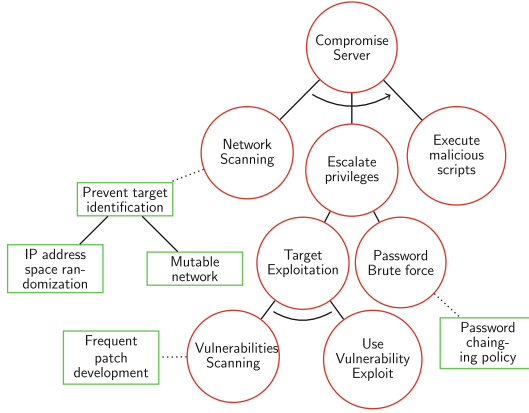 Compromise
Server
Network
Scanning
Escalate
privileges
Execute
malicious
scripts
Prevent target
identification
IP address
space ran-
domization
Mutable
network
Target
Exploitation
Password
Brute force
Frequent
patch
development
Vulnerabilities
Scanning
Use
Vulnerability
Exploit
Password
chaing-
ing policy